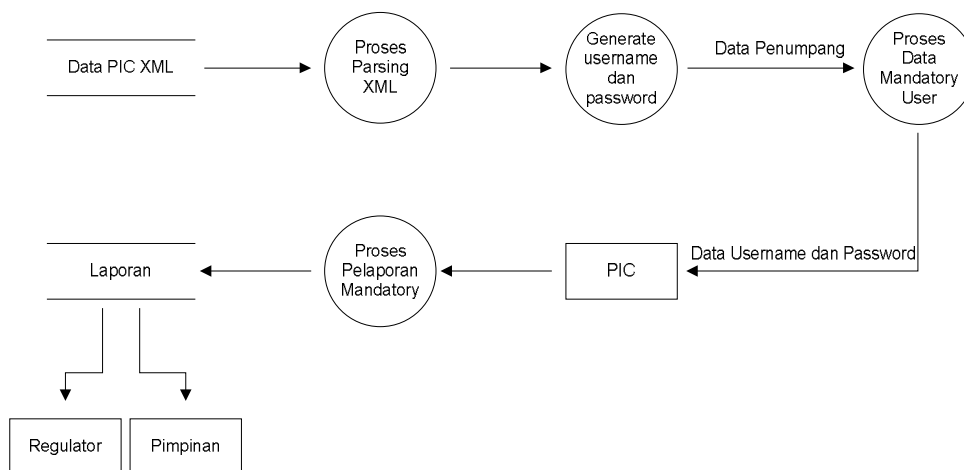 Data PIC XML
Proses
Parsing
XML
Generate
username
dan
password
Data Penumpang
Proses
Data
Mandatory
User
Laporan
Proses
Pelaporan
Mandatory
PIC
Data Username dan Password
Regulator
Pimpinan